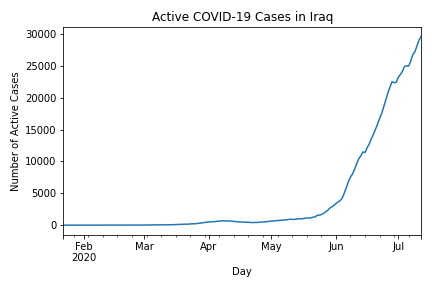 Active COVID-19 Cases in Iraq
Number of Active Cases
30000
25000
20000
15000
10000
5000
0
Feb Mar Apr May Jun Jul
2020
Day